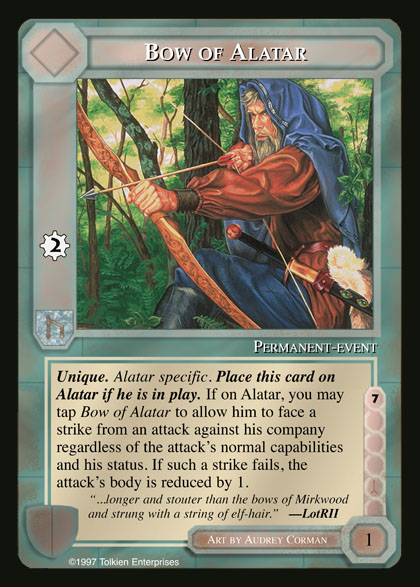 BOW OF ALATAR
2
PERMANENT-EVENT
Unique. Alatar specific. Place this card on
Alatar if he is in play. If on Alatar, you may
tap Bow of Alatar to allow him to face a
strike from an attack against his company
regardless of the attack's normal capabilities
and his status. If such a strike fails, the
attack's body is reduced by 1.
"...longer and stouter than the bows of Mirkwood
and strung with a string of elf-hair." —LotRII
7
ART BY AUDREY CORMAN
1
©1997 Tolkien Enterprises